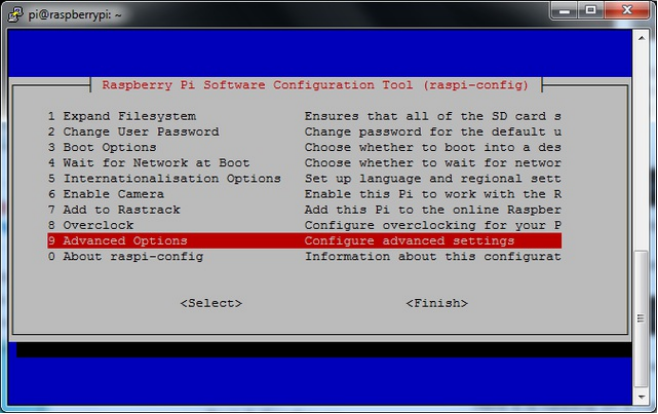 pi@raspberrypi: ~
Raspberry Pi Software Configuration Tool (raspi-config)
1 Expand Filesystem Ensures that all of the SD card s
2 Change User Password Change password for the default u
3 Boot Options Choose whether to boot into a des
4 Wait for Network at Boot Choose whether to wait for networ
5 Internationalisation Options Set up language and regional sett
6 Enable Camera Enable this Pi to work with the R
7 Add to Rastrack Add this Pi to the online Raspber
8 Overclock Configure overclocking for your P
9 Advanced Options Configure advanced settings
0 About raspi-config Information about this configurat
<Select> <Finish>